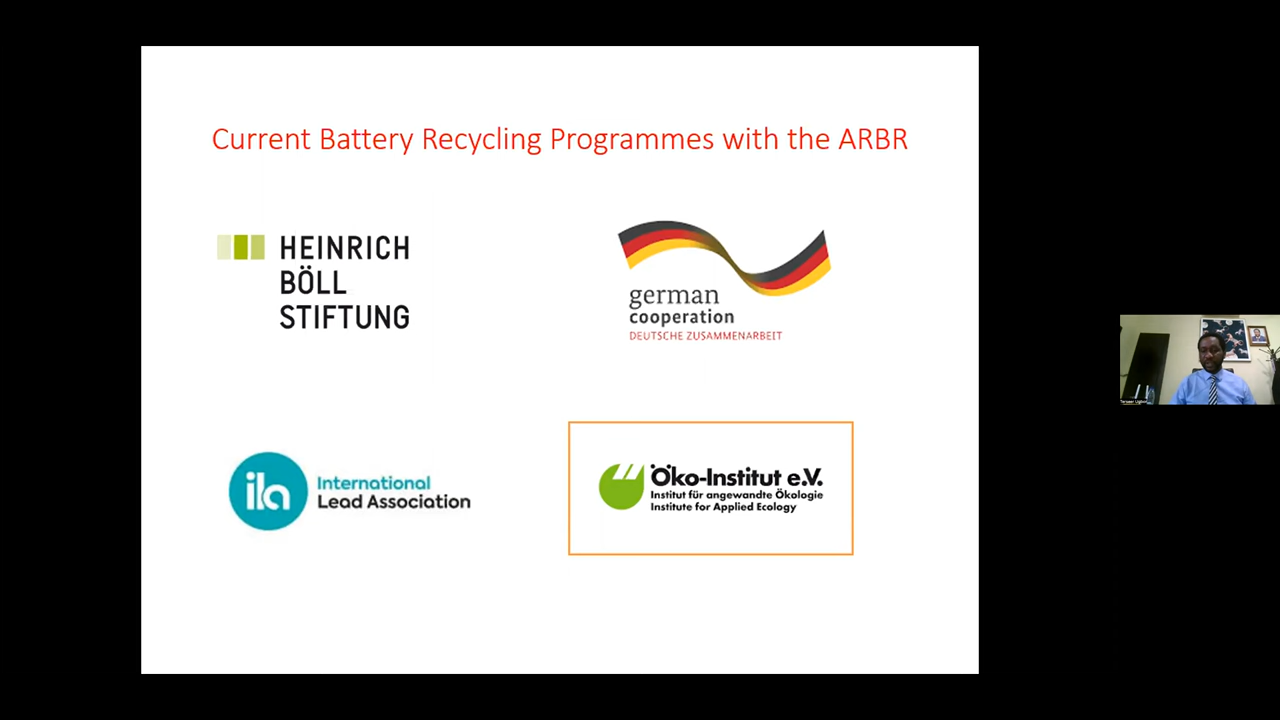 Current Battery Recycling Programmes with the ARBR
HEINRICH
BÖLL
STIFTUNG
german
cooperation
DEUTSCHE ZUSAMMENARBEIT
ila
International
Lead Association
Öko-Institut e.V.
Institut für angewandte Ökologie
Institute for Applied Ecology